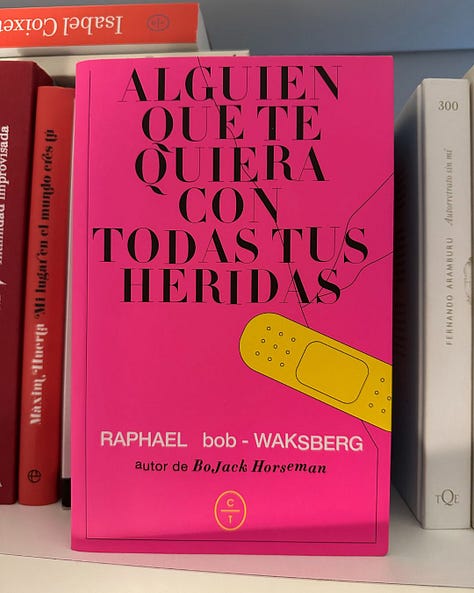 Isabel Coixet
improvisada
Màxim Huerta Mi lugar en el mundo eres tú
ALGUIEN
QUE TE
QUIERA
CON
TODAS TUS
HERIDAS
RAPHAEL bob - WAKSBERG
autor de BoJack Horseman
C
T
300
FERNANDO ARAMBURU Autorretrato sin mí
TQE